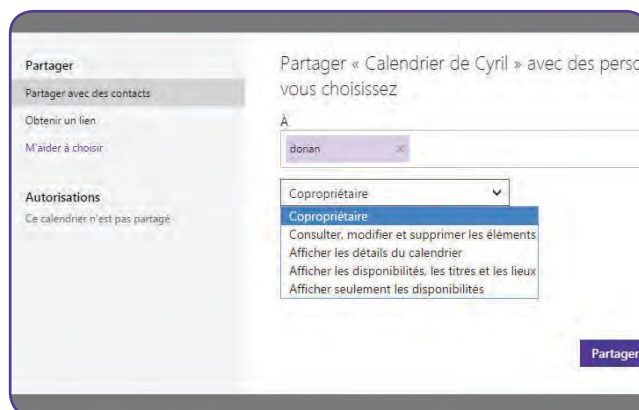 Partager
Partager avec des contacts
Obtenir un lien
M'aider à choisir
Autorisations
Ce calendrier n'est pas partagé
Partager « Calendrier de Cyril » avec des perso
vous choisissez
À
dorian
Copropriétaire
Copropriétaire
Consulter, modifier et supprimer les éléments
Afficher les détails du calendrier
Afficher les disponibilités, les titres et les lieux
Afficher seulement les disponibilités
Partager